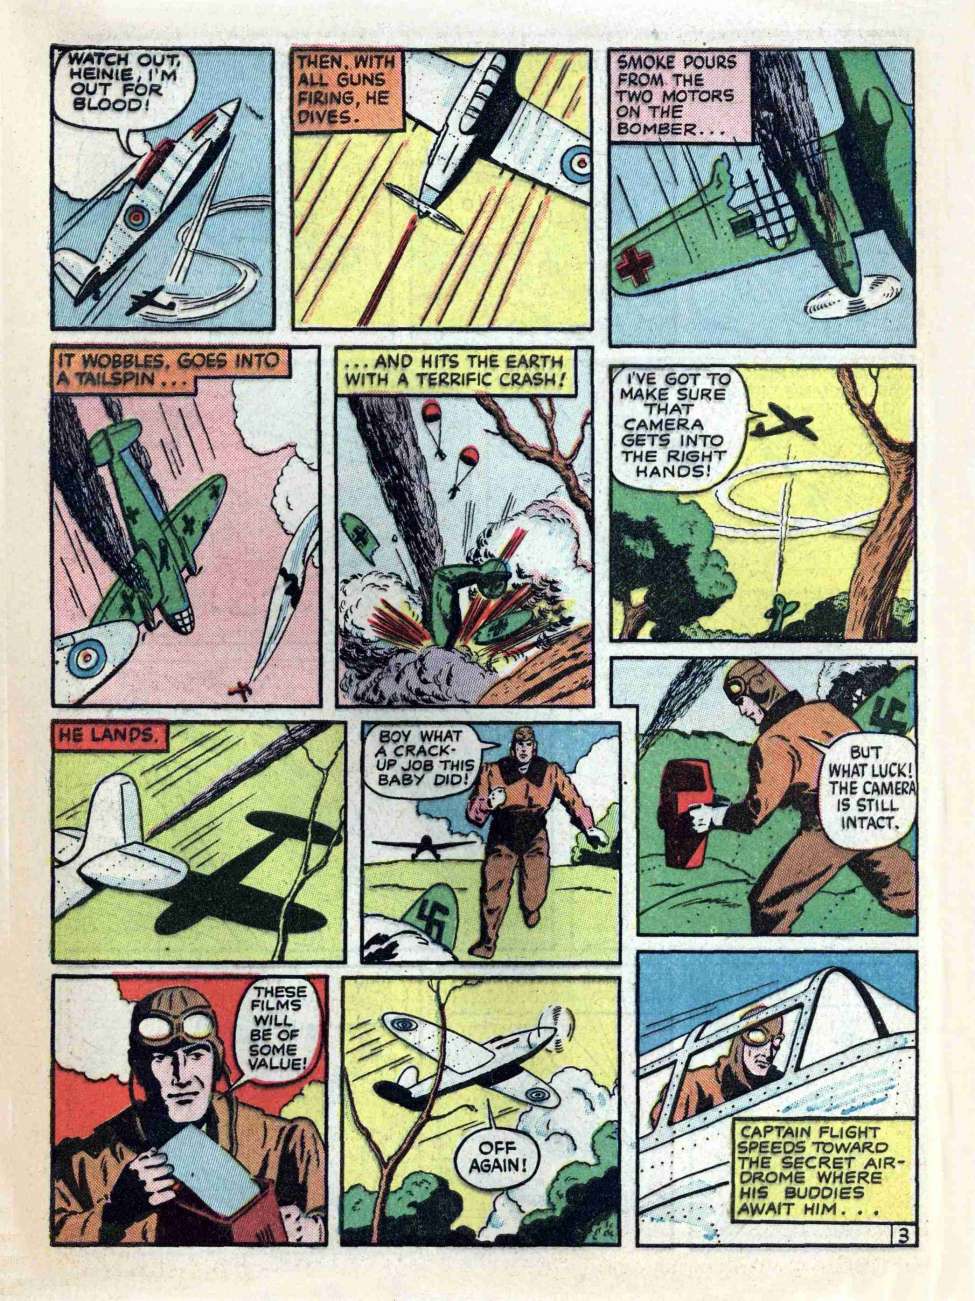 WATCH OUT,
HEINIE, I'M
OUT FOR
BLOOD!
THEN, WITH
ALL GUNS
FIRING, HE
DIVES.
SMOKE POURS
FROM THE
TWO MOTORS
ON THE
BOMBER...
IT WOBBLES, GOES INTO
A TAILSPIN...
...AND HITS THE EARTH
WITH A TERRIFIC CRASH!
I'VE GOT TO
MAKE SURE
THAT
CAMERA
GETS INTO
THE RIGHT
HANDS!
HE LANDS.
BOY WHAT
A CRACK-
UP JOB THIS
BABY DID!
BUT
WHAT LUCK!
THE CAMERA
IS STILL
INTACT.
THESE
FILMS
WILL
BE OF
SOME
VALUE!
OFF
AGAIN!
CAPTAIN FLIGHT
SPEEDS TOWARD
THE SECRET AIR-
DROME WHERE
HIS BUDDIES
AWAIT HIM...
3